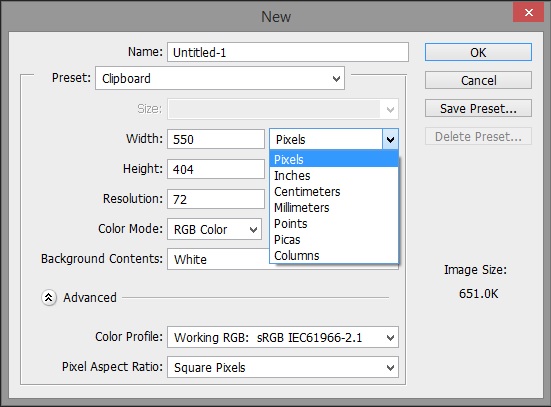 New
Name: Untitled-1
OK
Preset: Clipboard
Cancel
Size:
Save Preset...
Width: 550 Pixels
Delete Preset...
Pixels
Height: 404
Inches
Centimeters
Resolution: 72
Millimeters
Points
Color Mode: RGB Color
Picas
Columns
Background Contents: White
Image Size:
651.0K
Advanced
Color Profile: Working RGB: sRGB IEC61966-2.1
Pixel Aspect Ratio: Square Pixels